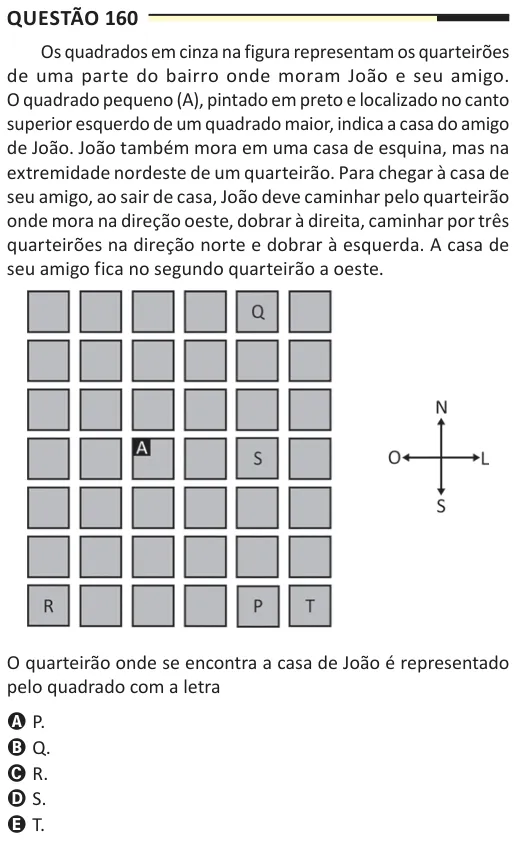 QUESTÃO 160
Os quadrados em cinza na figura representam os quarteirões
de uma parte do bairro onde moram João e seu amigo.
O quadrado pequeno (A), pintado em preto e localizado no canto
superior esquerdo de um quadrado maior, indica a casa do amigo
de João. João também mora em uma casa de esquina, mas na
extremidade nordeste de um quarteirão. Para chegar à casa de
seu amigo, ao sair de casa, João deve caminhar pelo quarteirão
onde mora na direção oeste, dobrar à direita, caminhar por três
quarteirões na direção norte e dobrar à esquerda. A casa de
seu amigo fica no segundo quarteirão a oeste.
Q
N
A
S
O
L
S
R
P
T
O quarteirão onde se encontra a casa de João é representado
pelo quadrado com a letra
A P.
B Q.
C R.
D S.
E T.